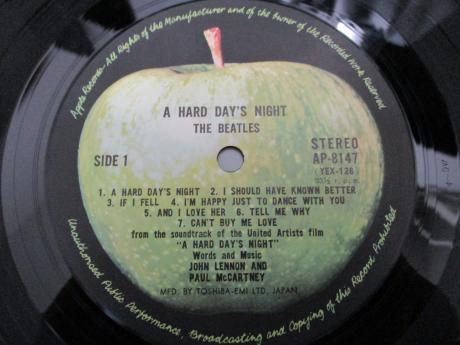 Apple Records-All Rights of the Manufacturer and of the Owner of the Recorded Work Reserved
A HARD DAY'S NIGHT
THE BEATLES
SIDE 1
STEREO
AP-8147
(YEX-126)
33⅓ r.p.m.
1. A HARD DAY'S NIGHT 2. I SHOULD HAVE KNOWN BETTER
3. IF I FELL 4. I'M HAPPY JUST TO DANCE WITH YOU
5. AND I LOVE HER 6. TELL ME WHY
7. CAN'T BUY ME LOVE
from the soundtrack of the United Artists film
"A HARD DAY'S NIGHT"
Words and Music
JOHN LENNON AND
PAUL McCARTNEY
MFD. BY TOSHIBA-EMI LTD. JAPAN
Unauthorised Public Performance, Broadcasting and Copying of this Record Prohibited